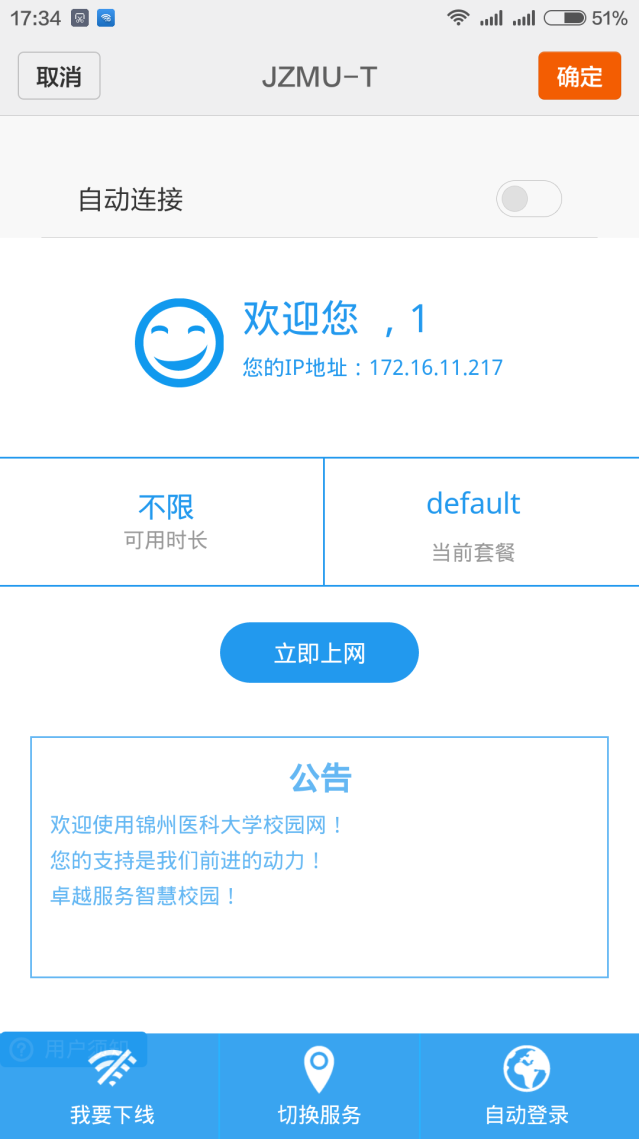 17:34
51%
取消
JZMU-T
确定
自动连接
欢迎您 ，1
您的IP地址：172.16.11.217
不限
可用时长
default
当前套餐
立即上网
公告
欢迎使用锦州医科大学校园网！
您的支持是我们前进的动力！
卓越服务智慧校园！
用户须知
我要下线
切换服务
自动登录